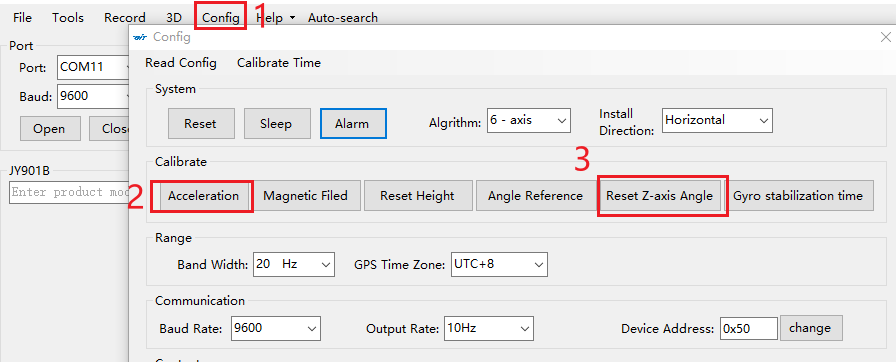 File Tools Record 3D Config 1 Help Auto-search
Port
Port: COM11
Baud: 9600
Open Close
JY901B
Config
Read Config Calibrate Time
System
Reset Sleep Alarm Algrithm: 6 - axis Install Direction: Horizontal
Calibrate 3
2 Acceleration Magnetic Filed Reset Height Angle Reference Reset Z-axis Angle Gyro stabilization time
Enter product mod
Range
Band Width: 20 Hz GPS Time Zone: UTC+8
Communication
Baud Rate: 9600 Output Rate: 10Hz Device Address: 0x50 change